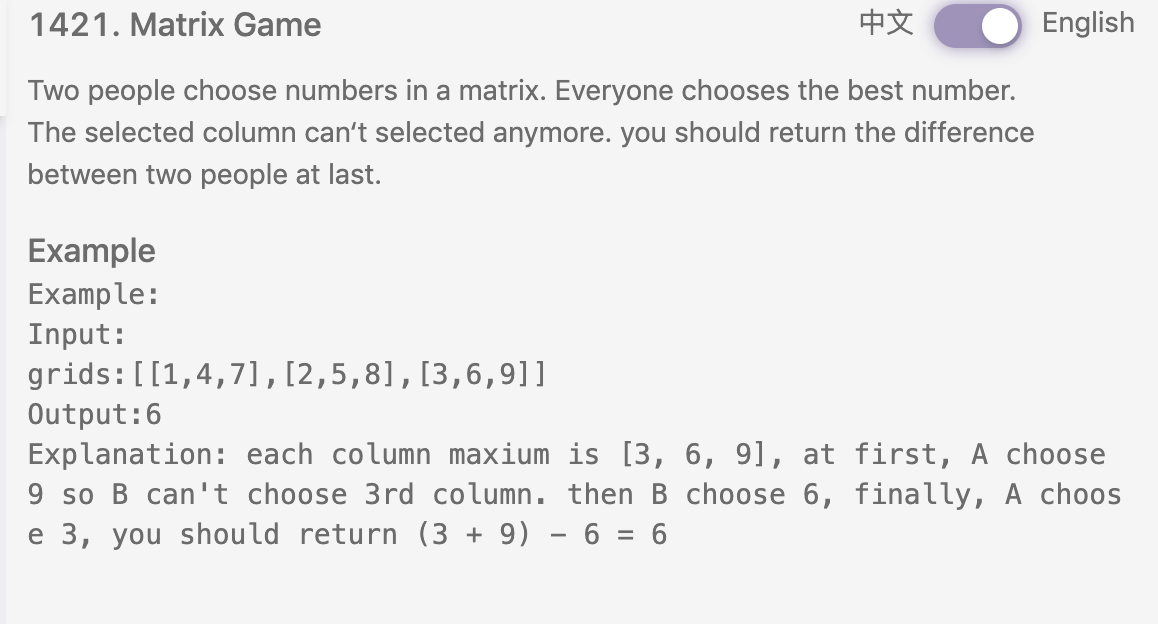 1421. Matrix Game
中文
English
Two people choose numbers in a matrix. Everyone chooses the best number.
The selected column can‘t selected anymore. you should return the difference
between two people at last.
Example
Example:
Input:
grids:[[1,4,7],[2,5,8],[3,6,9]]
Output:6
Explanation: each column maxium is [3, 6, 9], at first, A choose
9 so B can't choose 3rd column. then B choose 6, finally, A choos
e 3, you should return (3 + 9) − 6 = 6